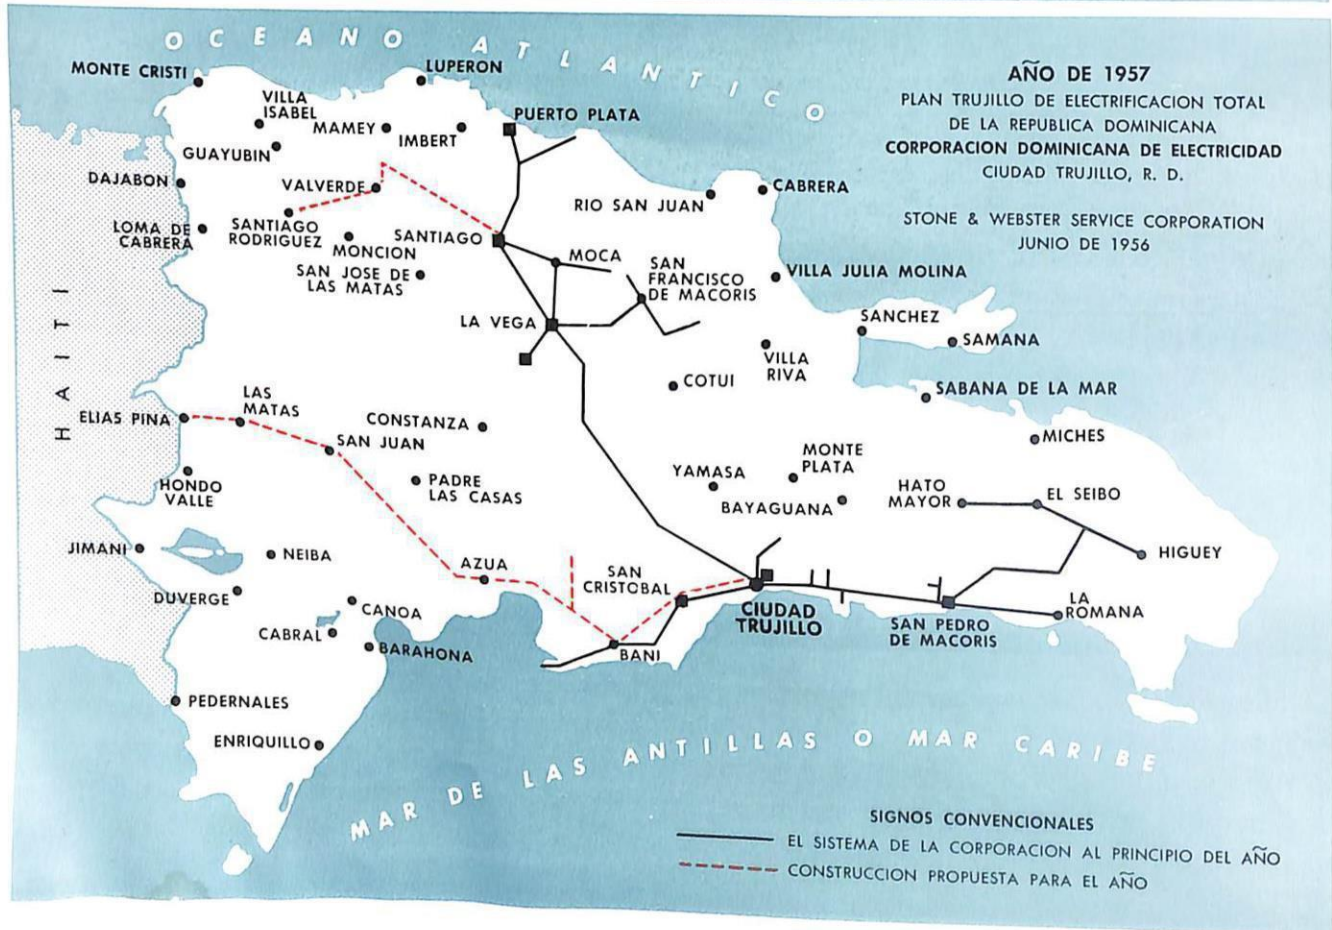 OCEANO ATLANTICO
AÑO DE 1957
PLAN TRUJILLO DE ELECTRIFICACION TOTAL
DE LA REPUBLICA DOMINICANA
CORPORACION DOMINICANA DE ELECTRICIDAD
CIUDAD TRUJILLO, R. D.
STONE & WEBSTER SERVICE CORPORATION
JUNIO DE 1956
MONTE CRISTI
LUPERON
VILLA
ISABEL
MAMEY
IMBERT
PUERTO PLATA
GUAYUBIN
DAJABON
VALVERDE
RIO SAN JUAN
CABRERA
LOMA DE
CABRERA
SANTIAGO
RODRIGUEZ
MONCION
SANTIAGO
SAN JOSE DE
LAS MATAS
MOCA
SAN
FRANCISCO
DE MACORIS
VILLA JULIA MOLINA
HAITI
LA VEGA
SANCHEZ
SAMANA
VILLA
RIVA
COTUI
SABANA DE LA MAR
ELIAS PINA
LAS
MATAS
CONSTANZA
SAN JUAN
MICHES
HONDO
VALLE
PADRE
LAS CASAS
YAMASA
MONTE
PLATA
BAYAGUANA
HATO
MAYOR
EL SEIBO
JIMANI
NEIBA
AZUA
SAN
CRISTOBAL
HIGUEY
DUVERGE
CANOA
CABRAL
BARAHONA
BANI
CIUDAD
TRUJILLO
SAN PEDRO
DE MACORIS
LA
ROMANA
PEDERNALES
ENRIQUILLO
MAR DE LAS ANTILLAS O MAR CARIBE
SIGNOS CONVENCIONALES
EL SISTEMA DE LA CORPORACION AL PRINCIPIO DEL AÑO
CONSTRUCCION PROPUESTA PARA EL AÑO